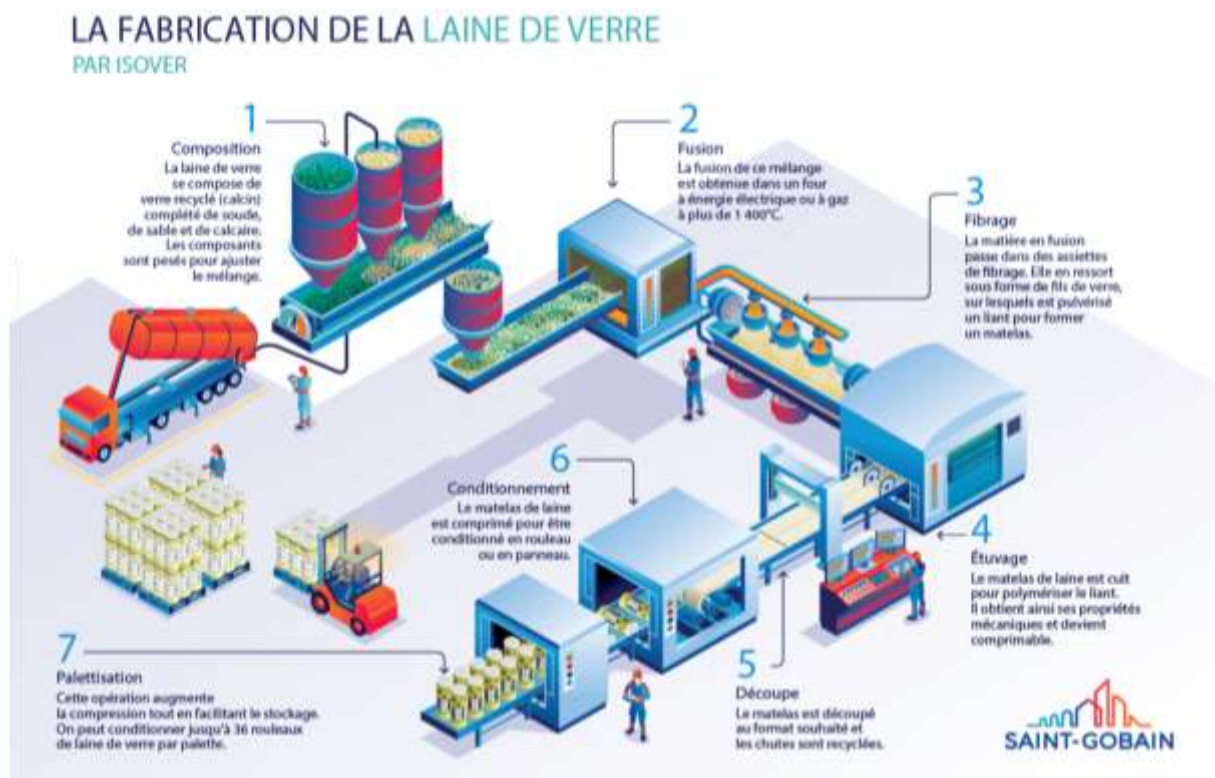 LA FABRICATION DE LA LAINE DE VERRE
PAR ISOVER
1
Composition
La laine de verre
se compose de
verre recyclé (calcin)
complété de soude,
de sable et de calcaire.
Les composants
sont pesés pour ajuster
le mélange.
2
Fusion
La fusion de ce mélange
est obtenue dans un four
à énergie électrique ou à gaz
à plus de 1 400°C.
3
Fibrage
La matière en fusion
passe dans des assiettes
de fibrage. Elle en ressort
sous forme de fils de verre,
sur lesquels est pulvérisé
un liant pour former
un matelas.
4
Étuvage
Le matelas de laine est cuit
pour polymériser le liant.
Il obtient ainsi ses propriétés
mécaniques et devient
comprimable.
5
Découpe
Le matelas est découpé
au format souhaité et
les chutes sont recyclées.
6
Conditionnement
Le matelas de laine
est comprimé pour être
conditionné en rouleau
ou en panneau.
7
Palettisation
Cette opération augmente
la compression tout en facilitant le stockage.
On peut conditionner jusqu'à 36 rouleaux
de laine de verre par palette.
SAINT-GOBAIN